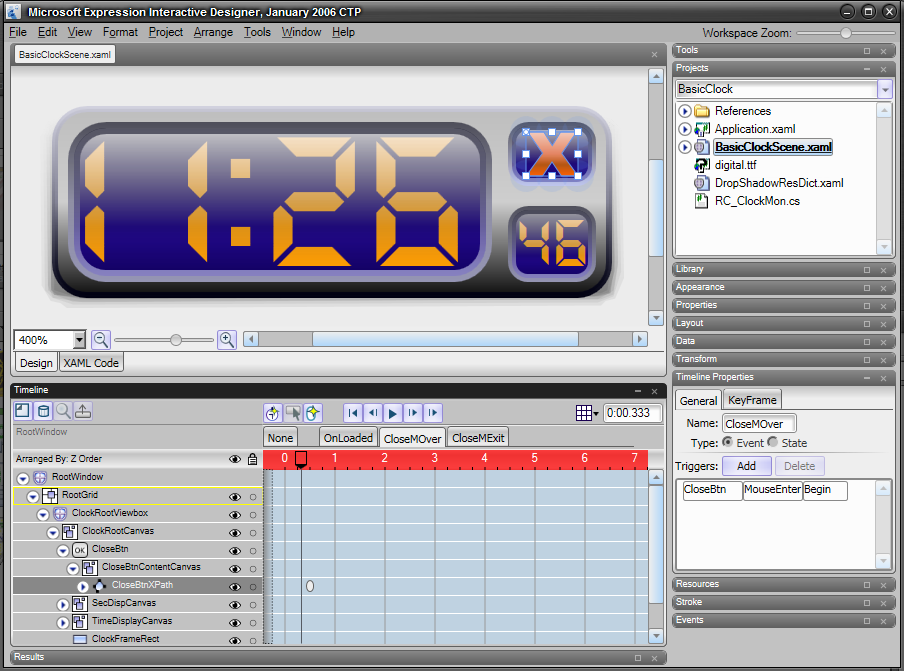 Microsoft Expression Interactive Designer, January 2006 CTP
File Edit View Format Project Arrange Tools Window Help
Workspace Zoom:
BasicClockScene.xaml
11:26
X
46
400%
Design XAML Code
Timeline
0:00.333
RootWindow
None OnLoaded CloseMOver CloseMExit
Arranged By: Z Order
0 1 2 3 4 5 6 7
RootWindow
RootGrid
ClockRootViewbox
ClockRootCanvas
OK CloseBtn
CloseBtnContentCanvas
CloseBtnXPath
SecDispCanvas
TimeDisplayCanvas
ClockFrameRect
Results
Tools
Projects
BasicClock
References
Application.xaml
BasicClockScene.xaml
digital.ttf
DropShadowResDict.xaml
RC_ClockMon.cs
Library
Appearance
Properties
Layout
Data
Transform
Timeline Properties
General KeyFrame
Name: CloseMOver
Type: Event State
Triggers: Add Delete
CloseBtn MouseEnter Begin
Resources
Stroke
Events